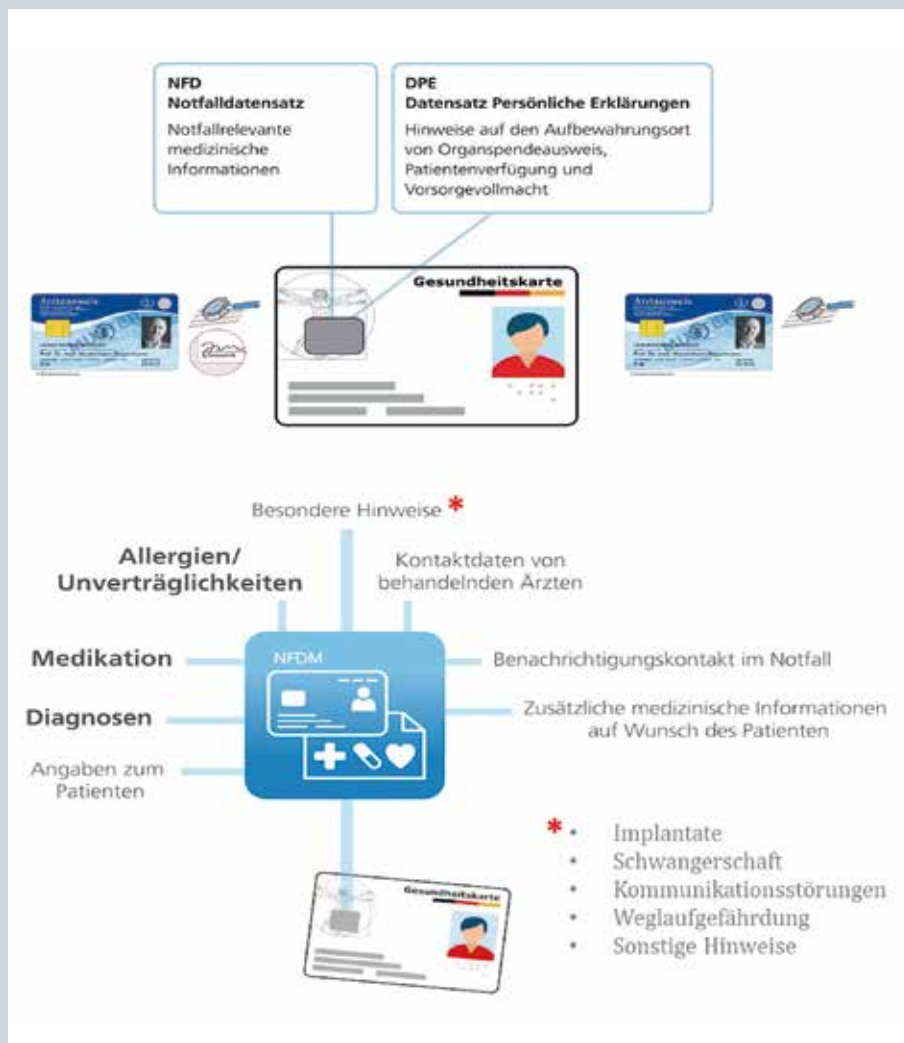 NFD
Notfalldatensatz
Notfallrelevante
medizinische
Informationen
DPE
Datensatz Persönliche Erklärungen
Hinweise auf den Aufbewahrungsort
von Organspendeausweis,
Patientenverfügung und
Vorsorgevollmacht
Arztausweis
Gesundheitskarte
Arztausweis
Besondere Hinweise *
Allergien/
Unverträglichkeiten
Kontaktdaten von
behandelnden Ärzten
Medikation
NFDM
Benachrichtigungskontakt im Notfall
Diagnosen
Zusätzliche medizinische Informationen
auf Wunsch des Patienten
Angaben zum
Patienten
* • Implantate
• Schwangerschaft
• Kommunikationsstörungen
• Weglaufgefährdung
• Sonstige Hinweise
Gesundheitskarte